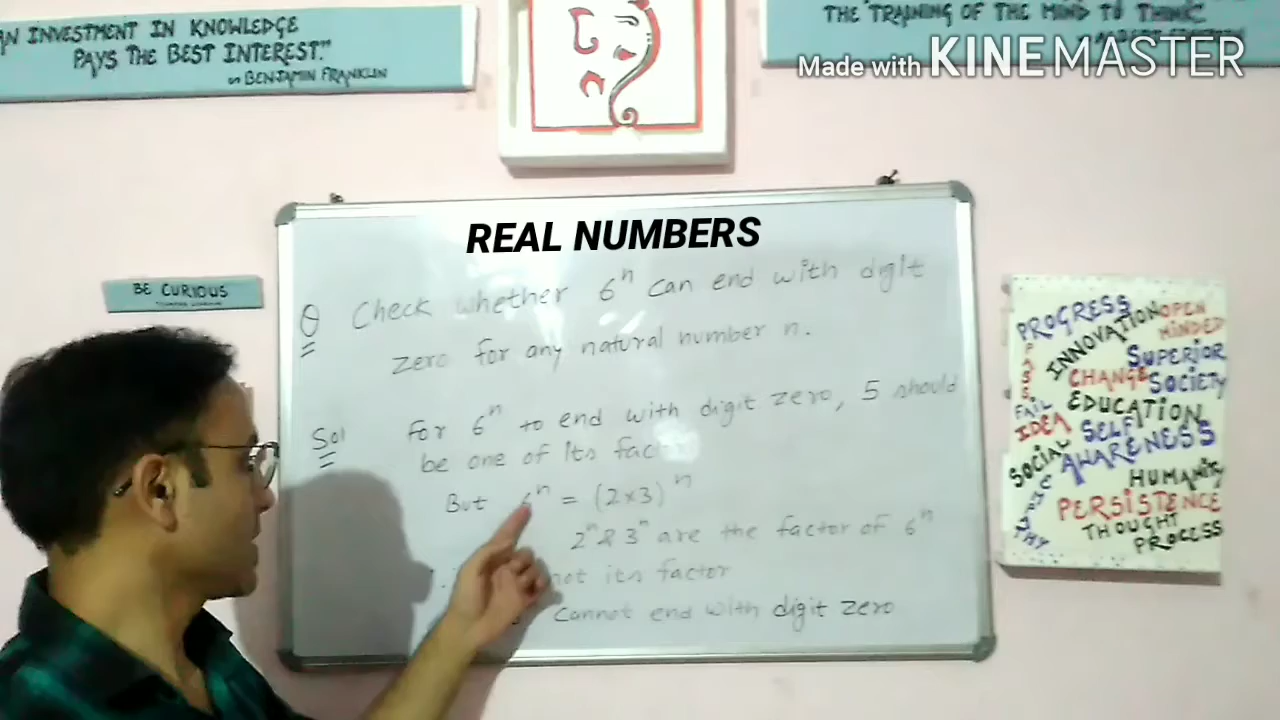 AN INVESTMENT IN KNOWLEDGE
PAYS THE BEST INTEREST."
~ BENJAMIN FRANKLIN
THE "TRAINING OF THE MIND TO THINK"
Made with KINEMASTER
REAL NUMBERS
BE CURIOUS
Q Check whether 6ⁿ can end with digit
zero for any natural number n.
Sol For 6ⁿ to end with digit zero, 5 should
be one of its fac
But 6ⁿ = (2×3)ⁿ
2ⁿ & 3ⁿ are the factor of 6ⁿ
not its factor
cannot end with digit zero
PROGRESS
INNOVATION
OPEN
MINDED
SUPERIOR
SOCIETY
CHANGE
EDUCATION
FAIL
IDEA
SELF
AWARENESS
SOCIAL
HUMANITY
PERSISTENCE
THOUGHT
PROCESS